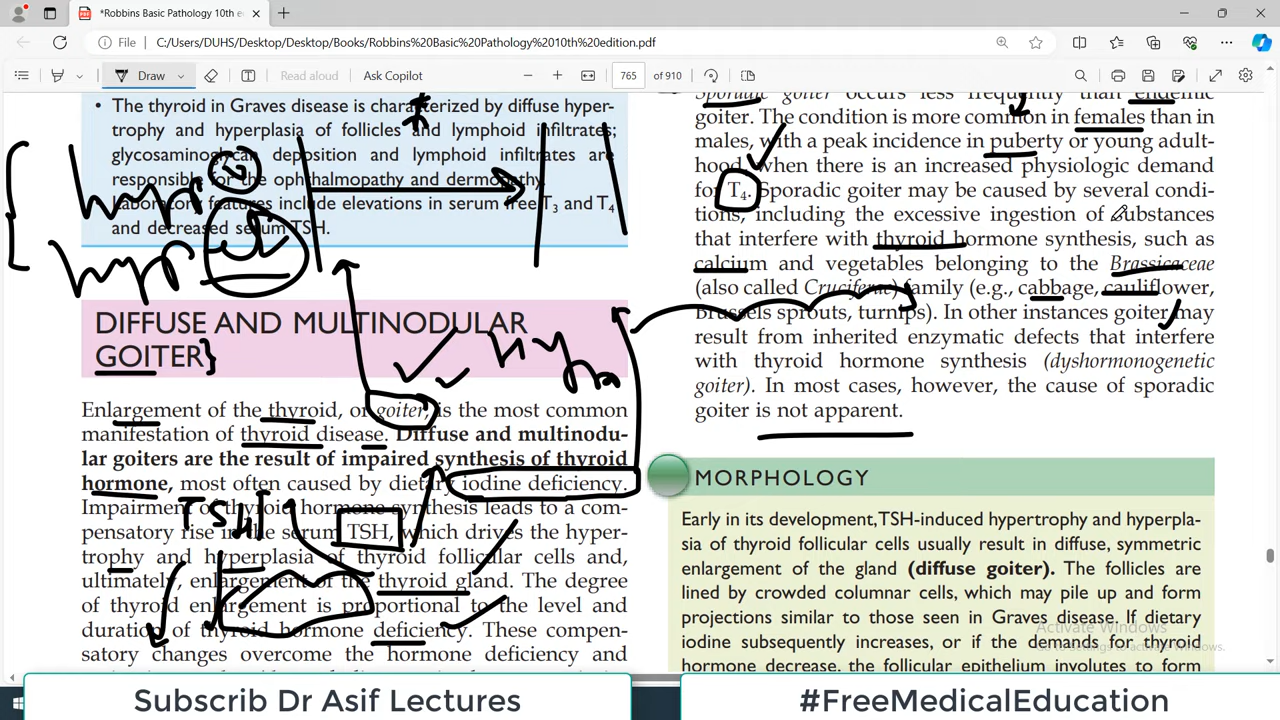 *Robbins Basic Pathology 10th e
File
C:/Users/DUHS/Desktop/Desktop/Books/Robbins%20Basic%20Pathology%2010th%20edition.pdf
Draw
Read aloud
Ask Copilot
765 of 910
• The thyroid in Graves disease is characterized by diffuse hyper-
trophy and hyperplasia of follicles and lymphoid infiltrates;
glycosaminoglycan deposition and lymphoid infiltrates are
responsible for the ophthalmopathy and dermopathy.
Laboratory features include elevations in serum free T3 and T4
and decreased serum TSH.
DIFFUSE AND MULTINODULAR
GOITER}
Enlargement of the thyroid, or goiter, is the most common
manifestation of thyroid disease. Diffuse and multinodu-
lar goiters are the result of impaired synthesis of thyroid
hormone, most often caused by dietary iodine deficiency.
Impairment of thyroid hormone synthesis leads to a com-
pensatory rise in the serum TSH, which drives the hyper-
trophy and hyperplasia of thyroid follicular cells and,
ultimately, enlargement of the thyroid gland. The degree
of thyroid enlargement is proportional to the level and
duration of thyroid hormone deficiency. These compen-
satory changes overcome the hormone deficiency and
TSH
Sporadic goiter occurs less frequently than endemic
goiter. The condition is more common in females than in
males, with a peak incidence in puberty or young adult-
hood when there is an increased physiologic demand
for T4. Sporadic goiter may be caused by several condi-
tions, including the excessive ingestion of substances
that interfere with thyroid hormone synthesis, such as
calcium and vegetables belonging to the Brassicaceae
(also called Cruciferae) family (e.g., cabbage, cauliflower,
Brussels sprouts, turnips). In other instances goiter may
result from inherited enzymatic defects that interfere
with thyroid hormone synthesis (dyshormonogenetic
goiter). In most cases, however, the cause of sporadic
goiter is not apparent.
MORPHOLOGY
Early in its development, TSH-induced hypertrophy and hyperpla-
sia of thyroid follicular cells usually result in diffuse, symmetric
enlargement of the gland (diffuse goiter). The follicles are
lined by crowded columnar cells, which may pile up and form
projections similar to those seen in Graves disease. If dietary
iodine subsequently increases, or if the demands for thyroid
hormone decrease, the follicular epithelium involutes to form
Activate Windows
Go to Settings to activate Windows.
Subscrib Dr Asif Lectures
#FreeMedicalEducation